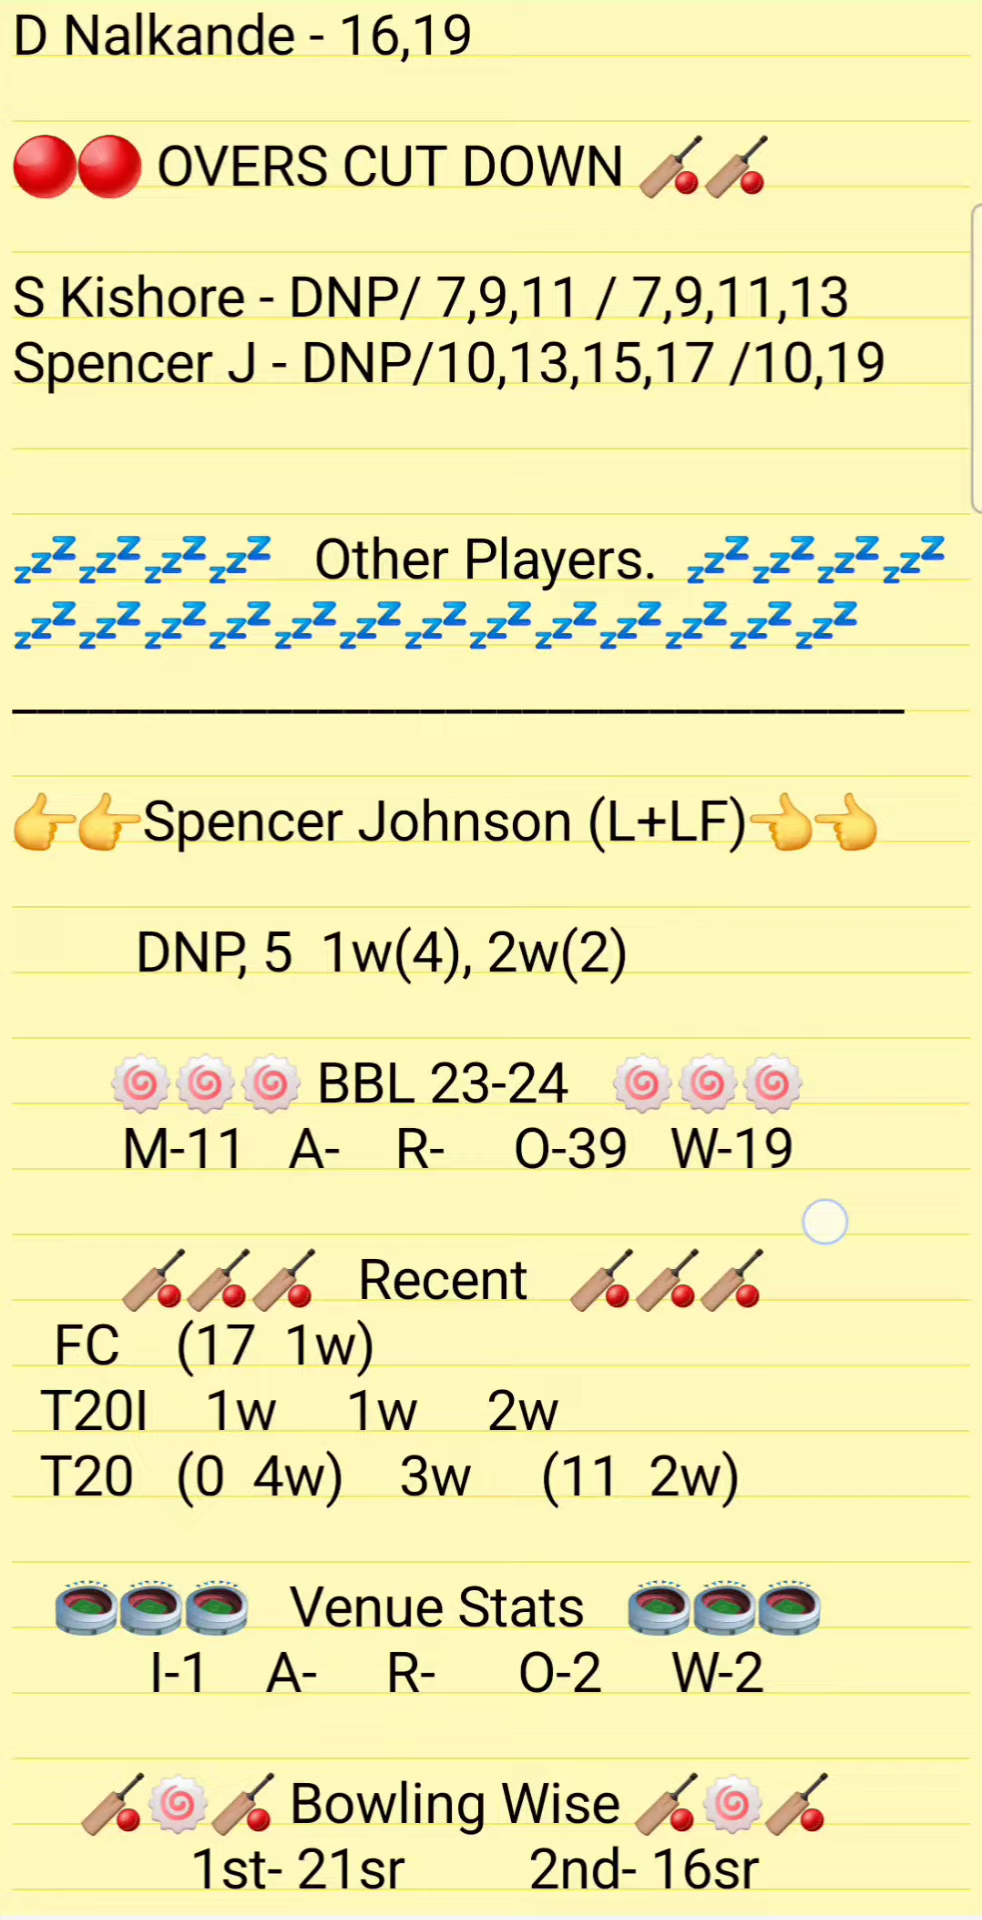 D Nalkande - 16,19
🔴🔴 OVERS CUT DOWN 🏏🏏
S Kishore - DNP/ 7,9,11 / 7,9,11,13
Spencer J - DNP/10,13,15,17 /10,19
💤💤💤💤 Other Players. 💤💤💤💤
💤💤💤💤💤💤💤💤💤💤💤💤💤
___________________________________
👉👉Spencer Johnson (L+LF)👈👈
DNP, 5 1w(4), 2w(2)
🍥🍥🍥 BBL 23-24 🍥🍥🍥
M-11 A- R- O-39 W-19
🏏🏏🏏 Recent 🏏🏏🏏
FC (17 1w)
T20I 1w 1w 2w
T20 (0 4w) 3w (11 2w)
🏟🏟🏟 Venue Stats 🏟🏟🏟
I-1 A- R- O-2 W-2
🏏🍥🏏 Bowling Wise 🏏🍥🏏
1st- 21sr 2nd- 16sr